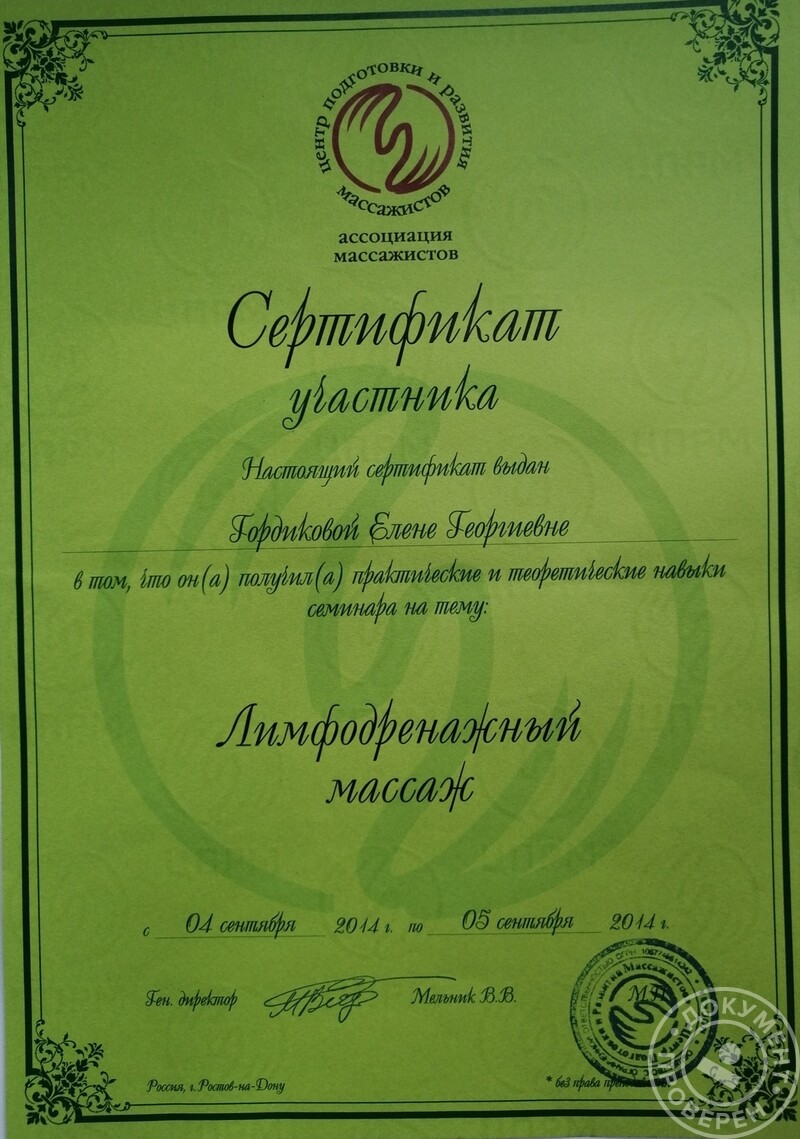 центр подготовки и развития
массажистов
ассоциация
массажистов
Сертификат
участника
Настоящий сертификат выдан
Гордиковой Елене Георгиевне
в том, что он(а) получил(а) практические и теоретические навыки
семинара на тему:
Лимфодренажный
массаж
с 04 сентября 2014 г. по 05 сентября 2014 г.
Ген. директор Мельник В.В.
М.П.
Россия, г. Ростов-на-Дону
* без права
ДОКУМЕНТ
ПРОВЕРЕН